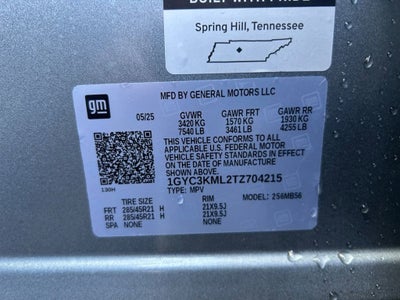 BUILT WITH PRIDE
Spring Hill, Tennessee
gm
MFD BY GENERAL MOTORS LLC
05/25 GVWR GAWR FRT GAWR RR
3420 KG 1570 KG 1930 KG
7540 LB 3461 LB 4255 LB
THIS VEHICLE CONFORMS TO ALL
APPLICABLE U.S. FEDERAL MOTOR
VEHICLE SAFETY STANDARDS IN
EFFECT ON THE DATE OF MANUFACTURE
SHOWN ABOVE.
1GYC3KML2TZ704215
TYPE: MPV MODEL: 256MB56
TIRE SIZE RIM
FRT 285/45R21 H 21X9.5J
RR 285/45R21 H 21X9.5J
SPA NONE NONE